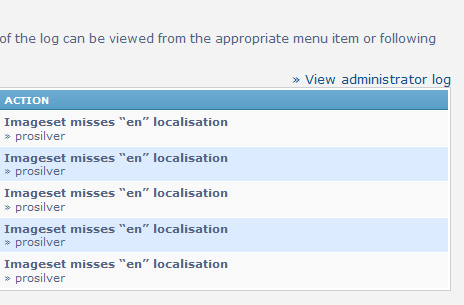 of the log can be viewed from the appropriate menu item or following
» View administrator log
ACTION
Imageset misses “en” localisation
» prosilver
Imageset misses “en” localisation
» prosilver
Imageset misses “en” localisation
» prosilver
Imageset misses “en” localisation
» prosilver
Imageset misses “en” localisation
» prosilver